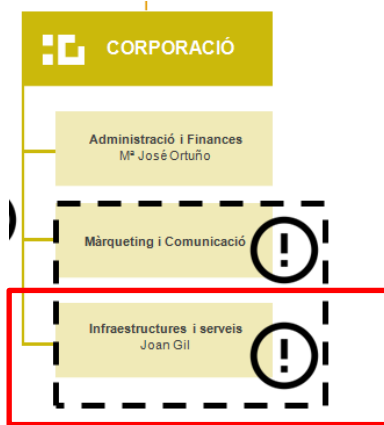 CORPORACIÓ
Administració i Finances
Mª José Ortuño
Màrqueting i Comunicació
!
Infraestructures i serveis
Joan Gil
!